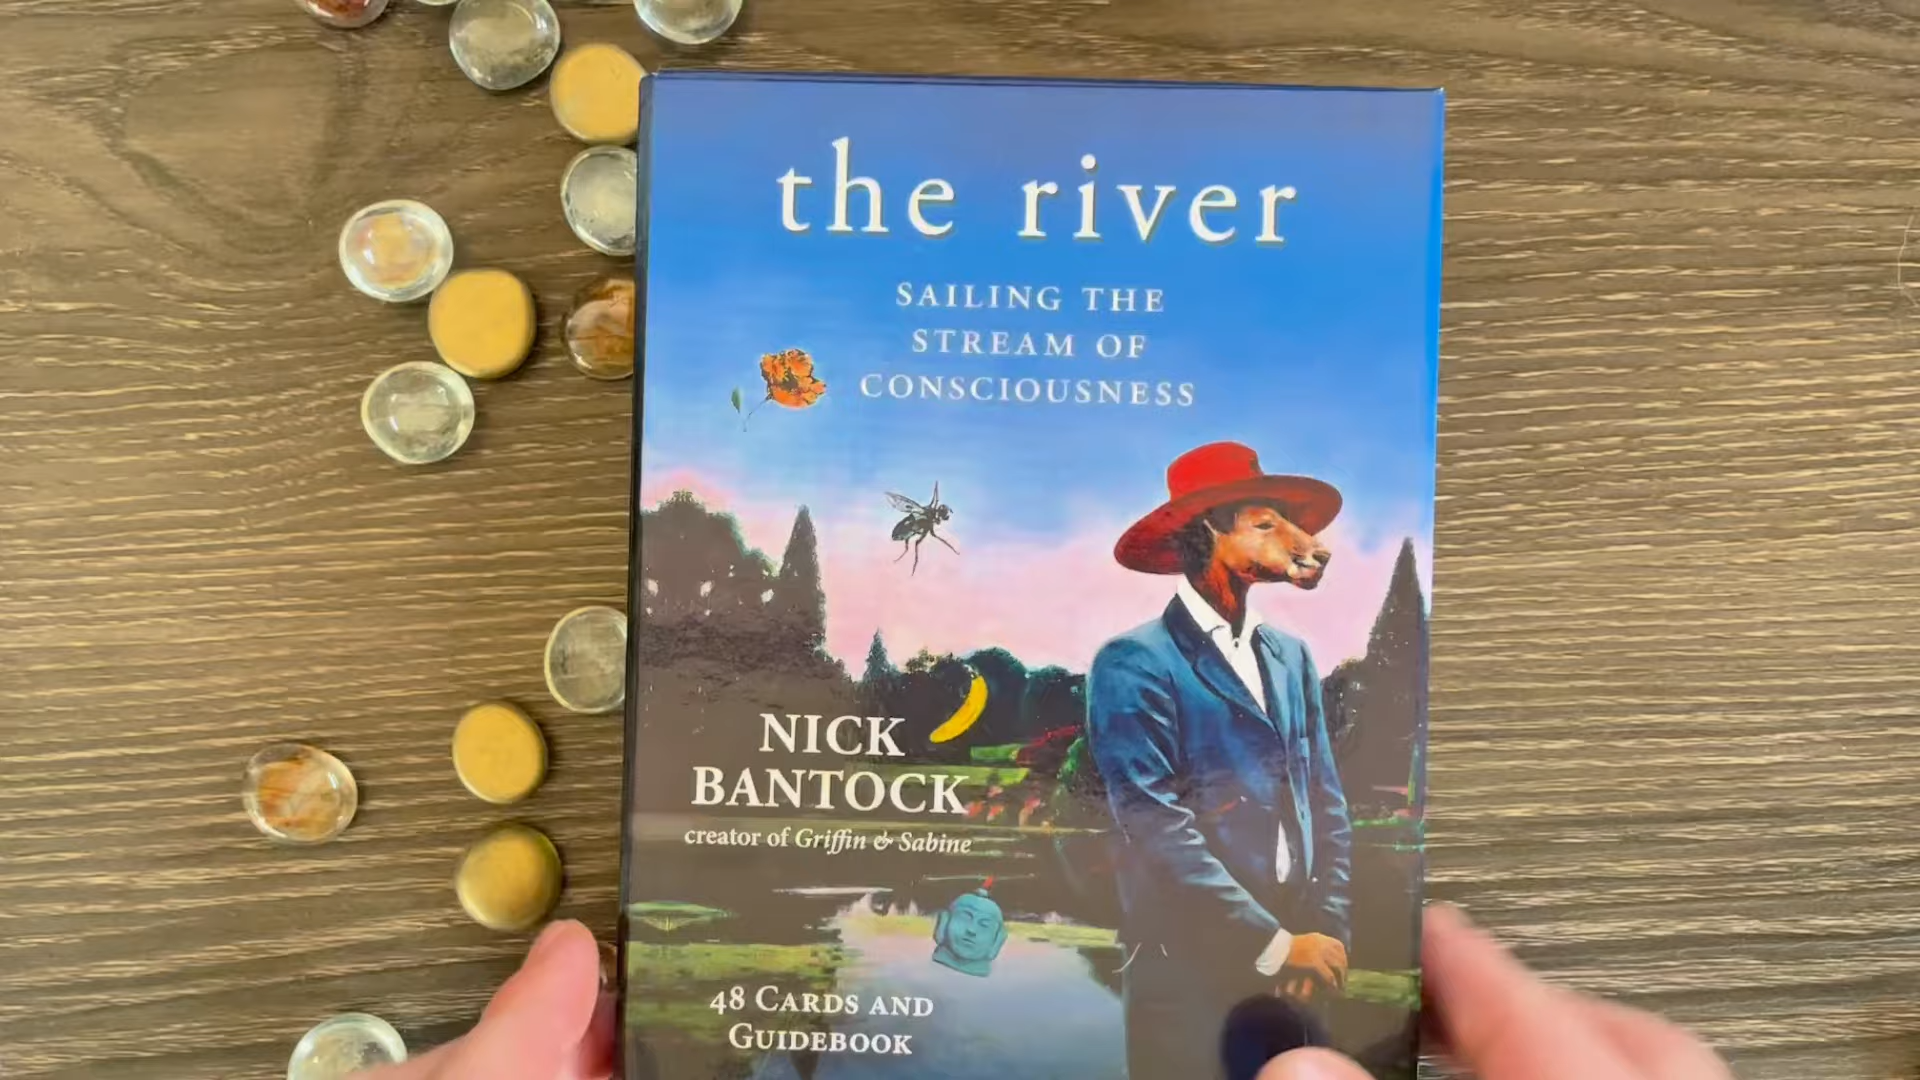 the river
SAILING THE
STREAM OF
CONSCIOUSNESS
NICK
BANTOCK
creator of Griffin & Sabine
48 CARDS AND
GUIDEBOOK